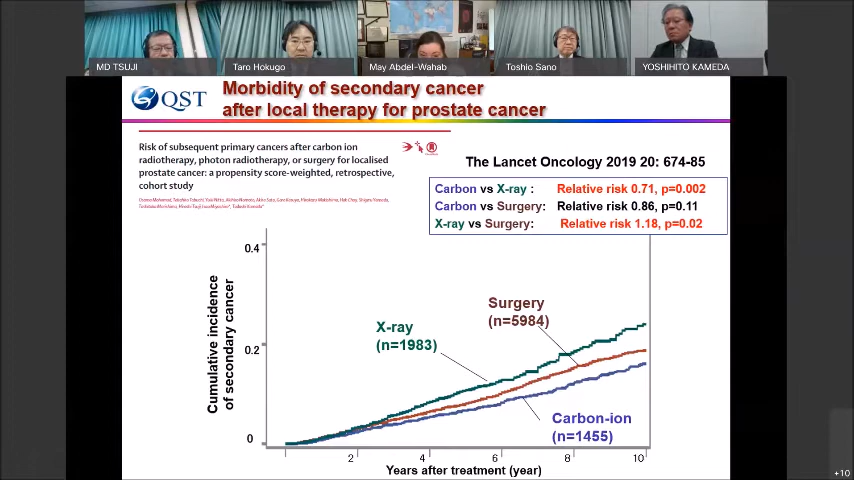 MD TSUJI
Taro Hokugo
May Abdel-Wahab
Toshio Sano
YOSHIHITO KAMEDA
QST
Morbidity of secondary cancer
after local therapy for prostate cancer
Risk of subsequent primary cancers after carbon ion
radiotherapy, photon radiotherapy, or surgery for localised
prostate cancer: a propensity score-weighted, retrospective,
cohort study
The Lancet Oncology 2019 20: 674-85
Carbon vs X-ray : Relative risk 0.71, p=0.002
Carbon vs Surgery: Relative risk 0.86, p=0.11
X-ray vs Surgery: Relative risk 1.18, p=0.02
Cumulative incidence
of secondary cancer
0.4
0.2
0
X-ray
(n=1983)
Surgery
(n=5984)
Carbon-ion
(n=1455)
2
4
6
8
10
Years after treatment (year)
+10